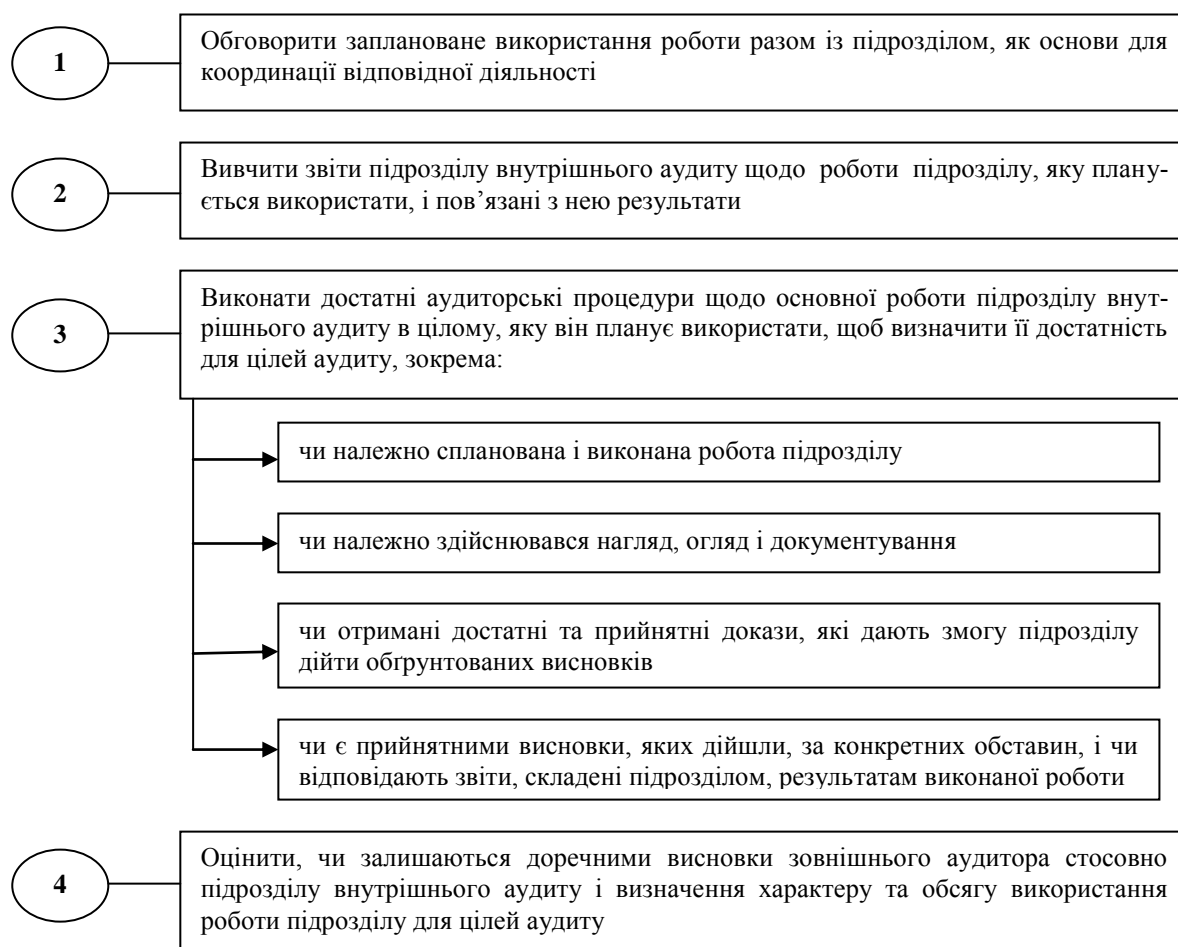 1
Обговорити заплановане використання роботи разом із підрозділом, як основи для
координації відповідної діяльності
2
Вивчити звіти підрозділу внутрішнього аудиту щодо роботи підрозділу, яку плану-
ється використати, і пов’язані з нею результати
3
Виконати достатні аудиторські процедури щодо основної роботи підрозділу внут-
рішнього аудиту в цілому, яку він планує використати, щоб визначити її достатність
для цілей аудиту, зокрема:
чи належно спланована і виконана робота підрозділу
чи належно здійснювався нагляд, огляд і документування
чи отримані достатні та прийнятні докази, які дають змогу підрозділу
дійти обґрунтованих висновків
чи є прийнятними висновки, яких дійшли, за конкретних обставин, і чи
відповідають звіти, складені підрозділом, результатам виконаної роботи
4
Оцінити, чи залишаються доречними висновки зовнішнього аудитора стосовно
підрозділу внутрішнього аудиту і визначення характеру та обсягу використання
роботи підрозділу для цілей аудиту